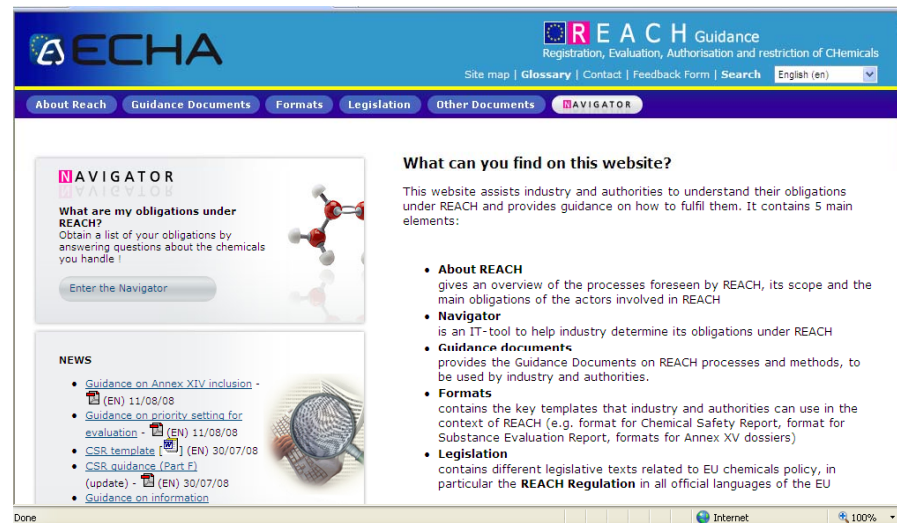 ECHA
REACH Guidance
Registration, Evaluation, Authorisation and restriction of CHemicals
Site map | Glossary | Contact | Feedback Form | Search English (en)
About Reach Guidance Documents Formats Legislation Other Documents NAVIGATOR
NAVIGATOR
What are my obligations under
REACH?
Obtain a list of your obligations by
answering questions about the chemicals
you handle !
Enter the Navigator
NEWS
Guidance on Annex XIV inclusion -
(EN) 11/08/08
Guidance on priority setting for
evaluation - (EN) 11/08/08
CSR template [ ] (EN) 30/07/08
CSR guidance (Part F)
(update) - (EN) 30/07/08
Guidance on information
What can you find on this website?
This website assists industry and authorities to understand their obligations
under REACH and provides guidance on how to fulfil them. It contains 5 main
elements:
About REACH
gives an overview of the processes foreseen by REACH, its scope and the
main obligations of the actors involved in REACH
Navigator
is an IT-tool to help industry determine its obligations under REACH
Guidance documents
provides the Guidance Documents on REACH processes and methods, to
be used by industry and authorities.
Formats
contains the key templates that industry and authorities can use in the
context of REACH (e.g. format for Chemical Safety Report, format for
Substance Evaluation Report, formats for Annex XV dossiers)
Legislation
contains different legislative texts related to EU chemicals policy, in
particular the REACH Regulation in all official languages of the EU
Done Internet 100%